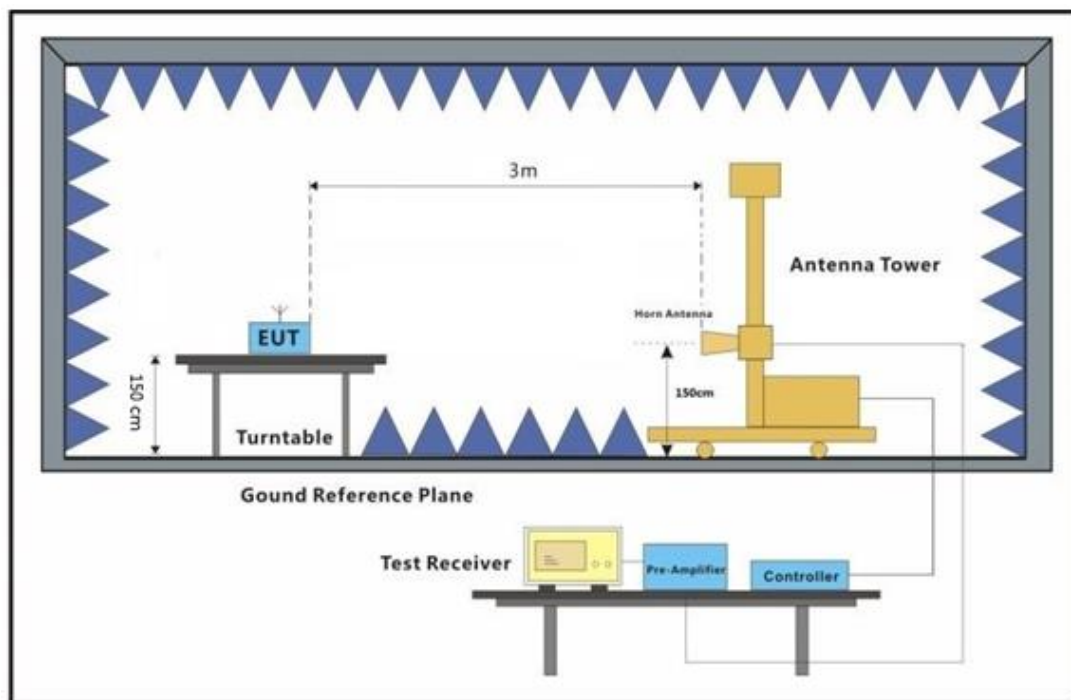 3m
Antenna Tower
Horn Antenna
EUT
150 cm
150cm
Turntable
Gound Reference Plane
Test Receiver
Pre-Amplifier
Controller